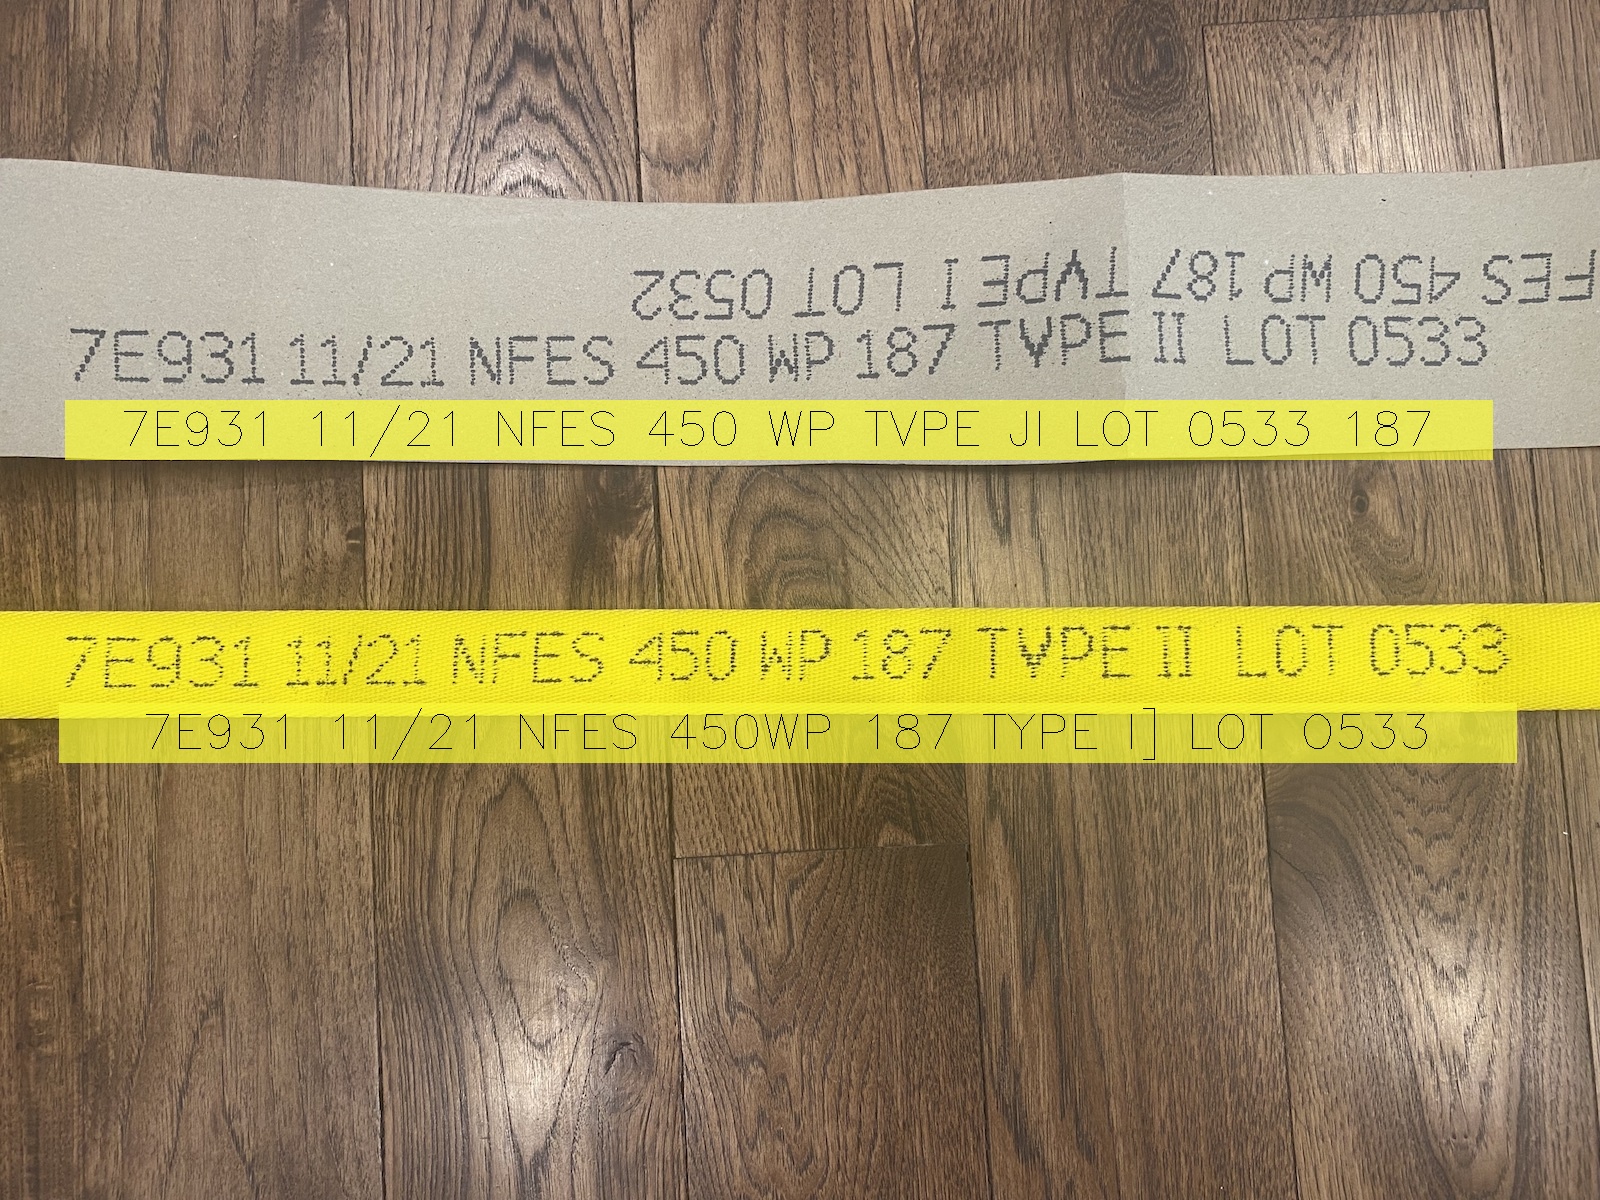 FES 450 WP 187 TYPE I LOT 0532
7E931 11/21 NFES 450 WP 187 TYPE II LOT 0533
7E931 11/21 NFES 450 WP TVPE JI LOT 0533 187
7E931 11/21 NFES 450 WP 187 TYPE II LOT 0533
7E931 11/21 NFES 450WP 187 TYPE I] LOT 0533